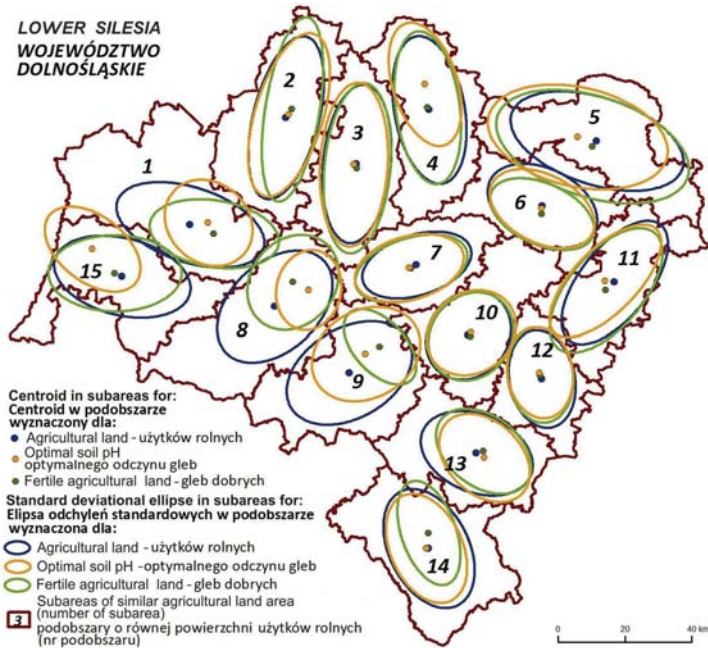 LOWER SILESIA
WOJEWÓDZTWO
DOLNOŚLĄSKIE
2
3
4
5
1
6
15
7
11
8
10
9
12
13
14
Centroid in subareas for:
Centroid w podobszarze
wyznaczony dla:
Agricultural land - użytków rolnych
Optimal soil pH
optymalnego odczynu gleb
Fertile agricultural land - gleb dobrych
Standard deviational ellipse in subareas for:
Elipsa odchyleń standardowych w podobszarze
wyznaczona dla:
Agricultural land - użytków rolnych
Optimal soil pH - optymalnego odczynu gleb
Fertile agricultural land - gleb dobrych
Subareas of similar agricultural land area
3 (number of subarea)
podobszary o równej powierzchni użytków rolnych
(nr podobszaru)
0 20 40 km